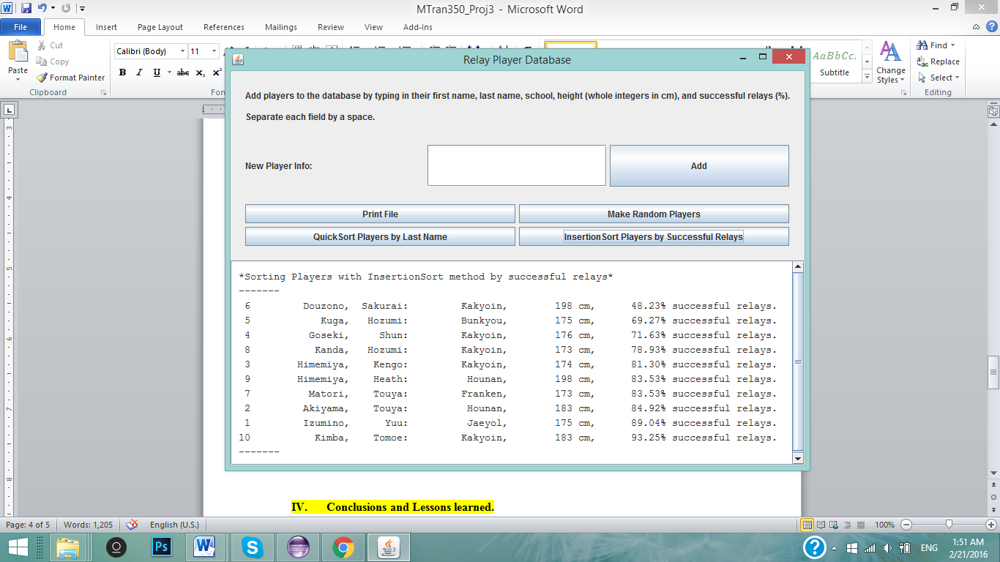 MTran350_Proj3 - Microsoft Word
File Home Insert Page Layout References Mailings Review View Add-Ins
Cut
Copy
Format Painter
Paste
Clipboard
Calibri (Body) 11
B I U abc X₂ X²
AaBbCc
Subtitle
Change Styles
Find
Replace
Select
Editing
Relay Player Database
Add players to the database by typing in their first name, last name, school, height (whole integers in cm), and successful relays (%).
Separate each field by a space.
New Player Info:
Add
Print File
Make Random Players
QuickSort Players by Last Name
InsertionSort Players by Successful Relays
*Sorting Players with InsertionSort method by successful relays*
-------
6 Douzono, Sakurai: Kakyoin, 198 cm, 48.23% successful relays.
5 Kuga, Hozumi: Bunkyou, 175 cm, 69.27% successful relays.
4 Goseki, Shun: Kakyoin, 176 cm, 71.63% successful relays.
8 Kanda, Hozumi: Kakyoin, 173 cm, 78.93% successful relays.
3 Himemiya, Kengo: Kakyoin, 174 cm, 81.30% successful relays.
9 Himemiya, Heath: Hounan, 198 cm, 83.53% successful relays.
7 Matori, Touya: Franken, 173 cm, 83.53% successful relays.
2 Akiyama, Touya: Hounan, 183 cm, 84.92% successful relays.
1 Izumino, Yuu: Jaeyol, 175 cm, 89.04% successful relays.
10 Kimba, Tomoe: Kakyoin, 183 cm, 93.25% successful relays.
-------
IV. Conclusions and Lessons learned.
Page: 4 of 5 Words: 1,205 English (U.S.) 100%
Ps
ENG
1:51 AM
2/21/2016